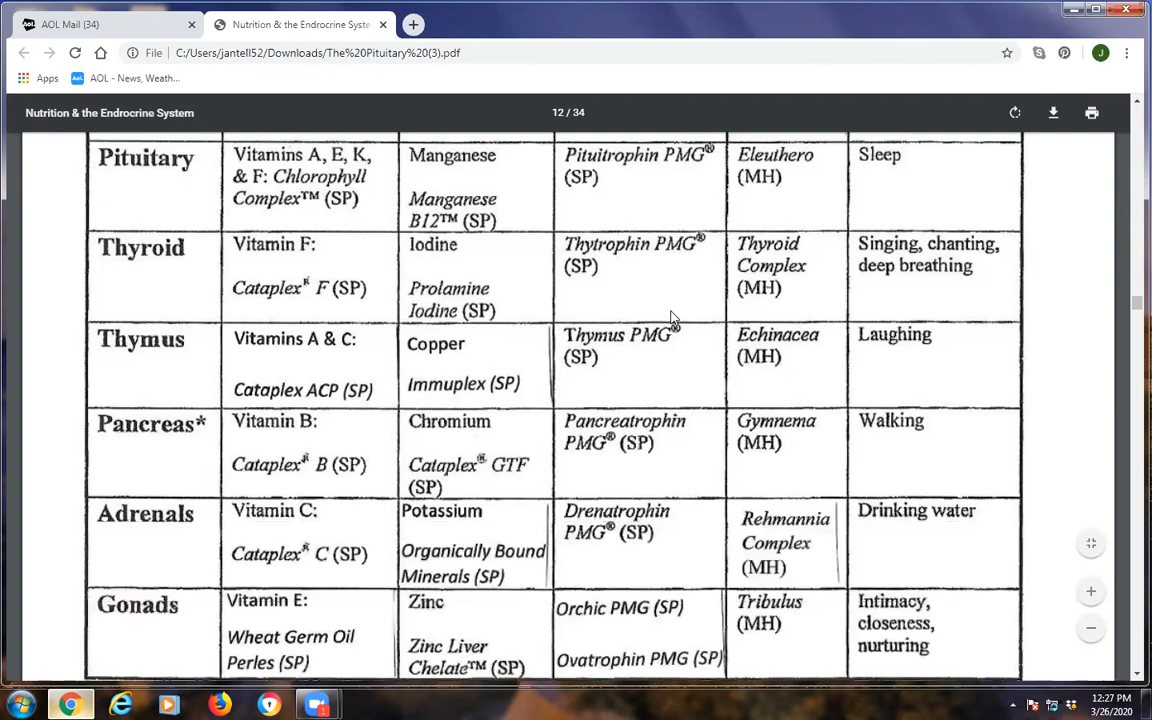 AOL Mail (34)
Nutrition & the Endocrine Syste
File
C:/Users/jantell52/Downloads/The%20Pituitary%20(3).pdf
J
Apps
AOL - News, Weath...
Nutrition & the Endocrine System
12 / 34
Pituitary
Vitamins A, E, K,
& F: Chlorophyll
Complex™ (SP)
Manganese
Manganese
B12™ (SP)
Pituitrophin PMG®
(SP)
Eleuthero
(MH)
Sleep
Thyroid
Vitamin F:
Cataplex® F (SP)
Iodine
Prolamine
Iodine (SP)
Thytrophin PMG®
(SP)
Thyroid
Complex
(MH)
Singing, chanting,
deep breathing
Thymus
Vitamins A & C:
Cataplex ACP (SP)
Copper
Immuplex (SP)
Thymus PMG®
(SP)
Echinacea
(MH)
Laughing
Pancreas*
Vitamin B:
Cataplex® B (SP)
Chromium
Cataplex® GTF
(SP)
Pancreatrophin
PMG® (SP)
Gymnema
(MH)
Walking
Adrenals
Vitamin C:
Cataplex® C (SP)
Potassium
Organically Bound
Minerals (SP)
Drenatrophin
PMG® (SP)
Rehmannia
Complex
(MH)
Drinking water
Gonads
Vitamin E:
Wheat Germ Oil
Perles (SP)
Zinc
Zinc Liver
Chelate™ (SP)
Orchic PMG (SP)
Ovatrophin PMG (SP)
Tribulus
(MH)
Intimacy,
closeness,
nurturing
1
12:27 PM
3/26/2020